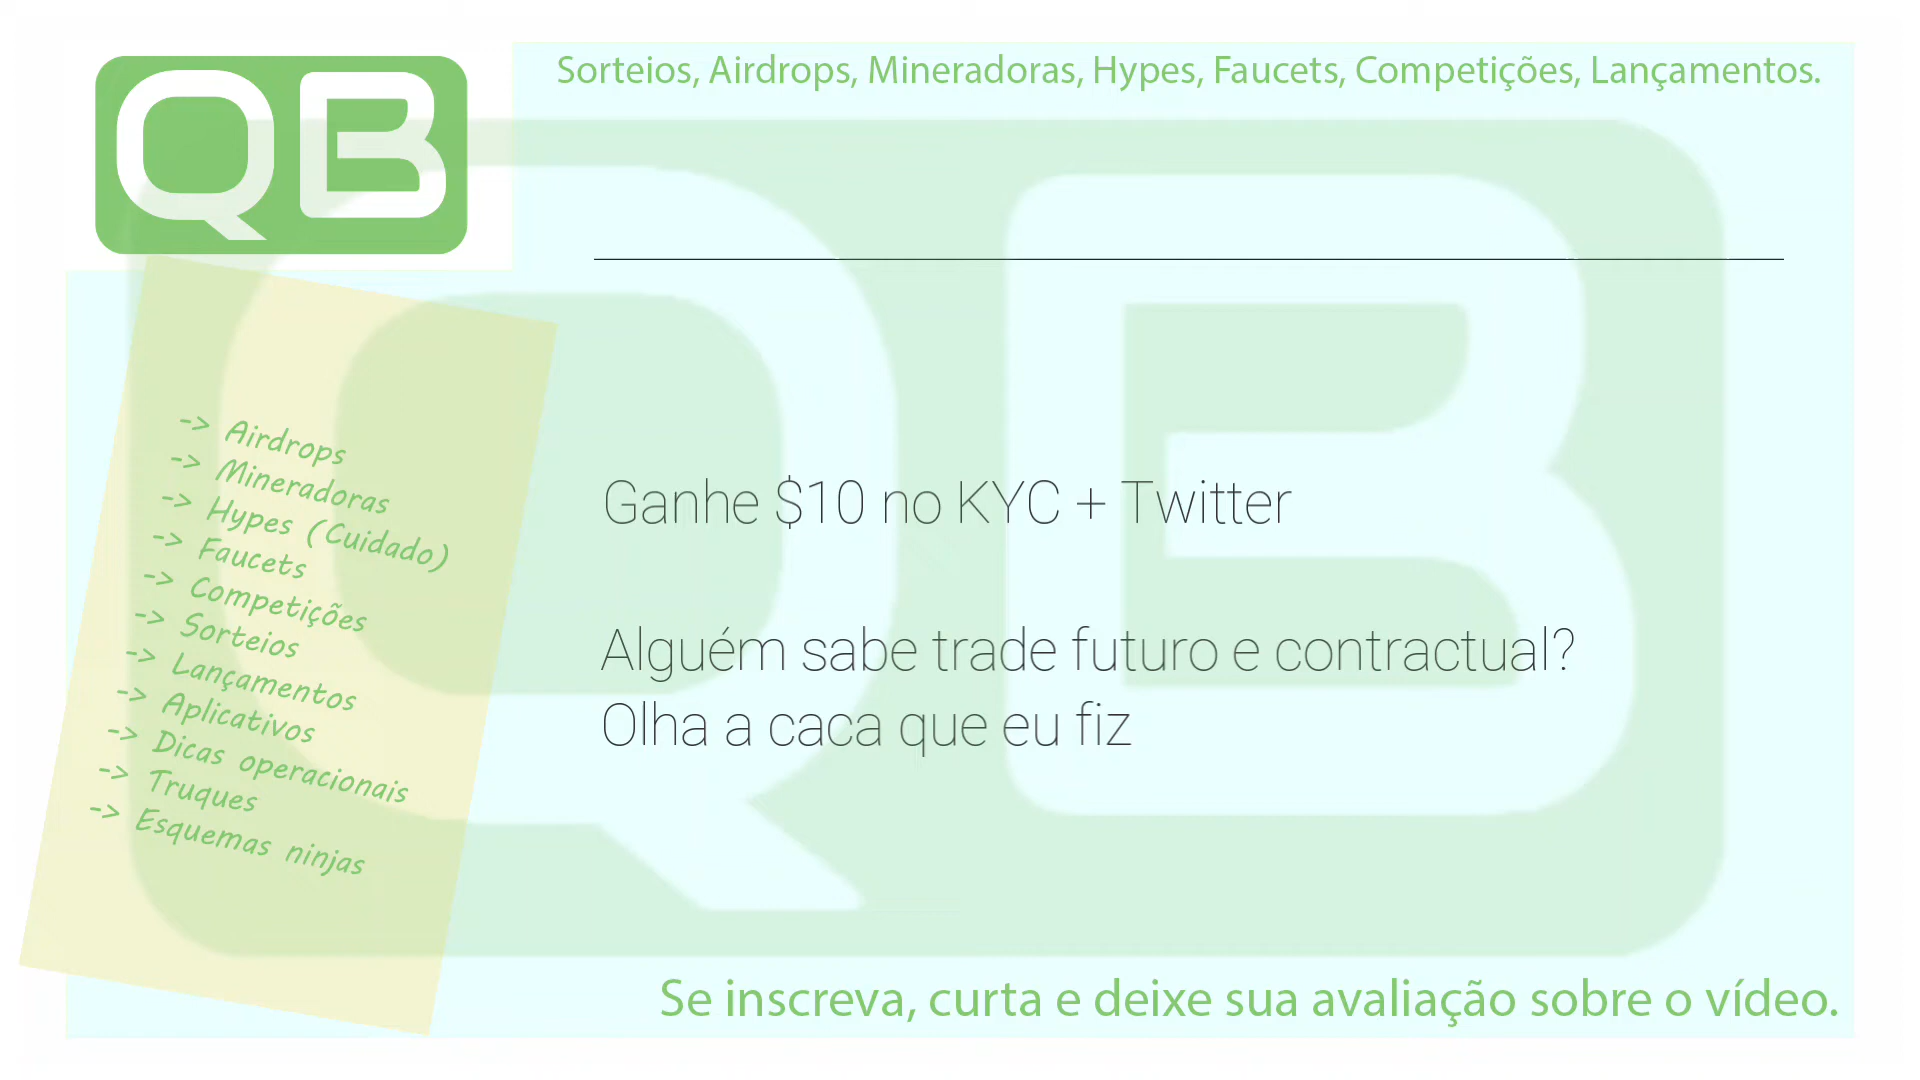 Sorteios, Airdrops, Mineradoras, Hypes, Faucets, Competições, Lançamentos.
QB
-> Airdrops
-> Mineradoras
-> Hypes (Cuidado)
-> Faucets
-> Competições
-> Sorteios
-> Lançamentos
-> Aplicativos
-> Dicas operacionais
-> Truques
-> Esquemas ninjas
Ganhe $10 no KYC + Twitter
Alguém sabe trade futuro e contractual?
Olha a caca que eu fiz
Se inscreva, curta e deixe sua avaliação sobre o vídeo.
QB